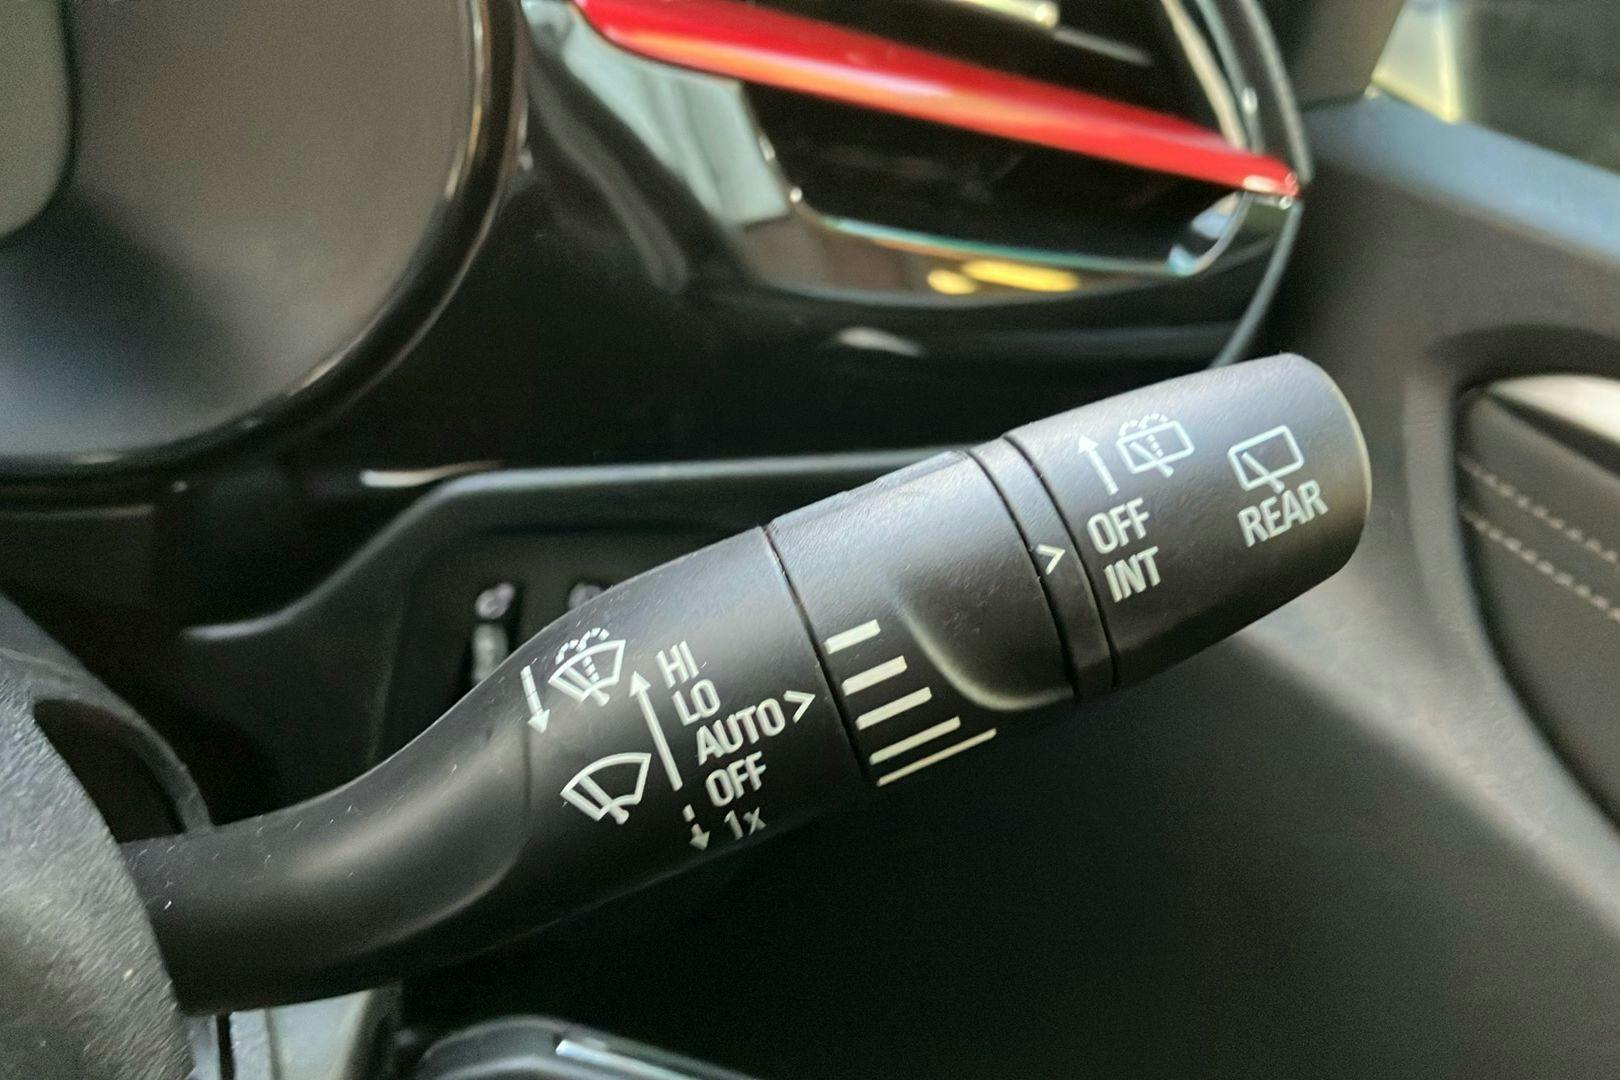 HI
LO
AUTO >
OFF
1x
>
OFF
INT
REAR